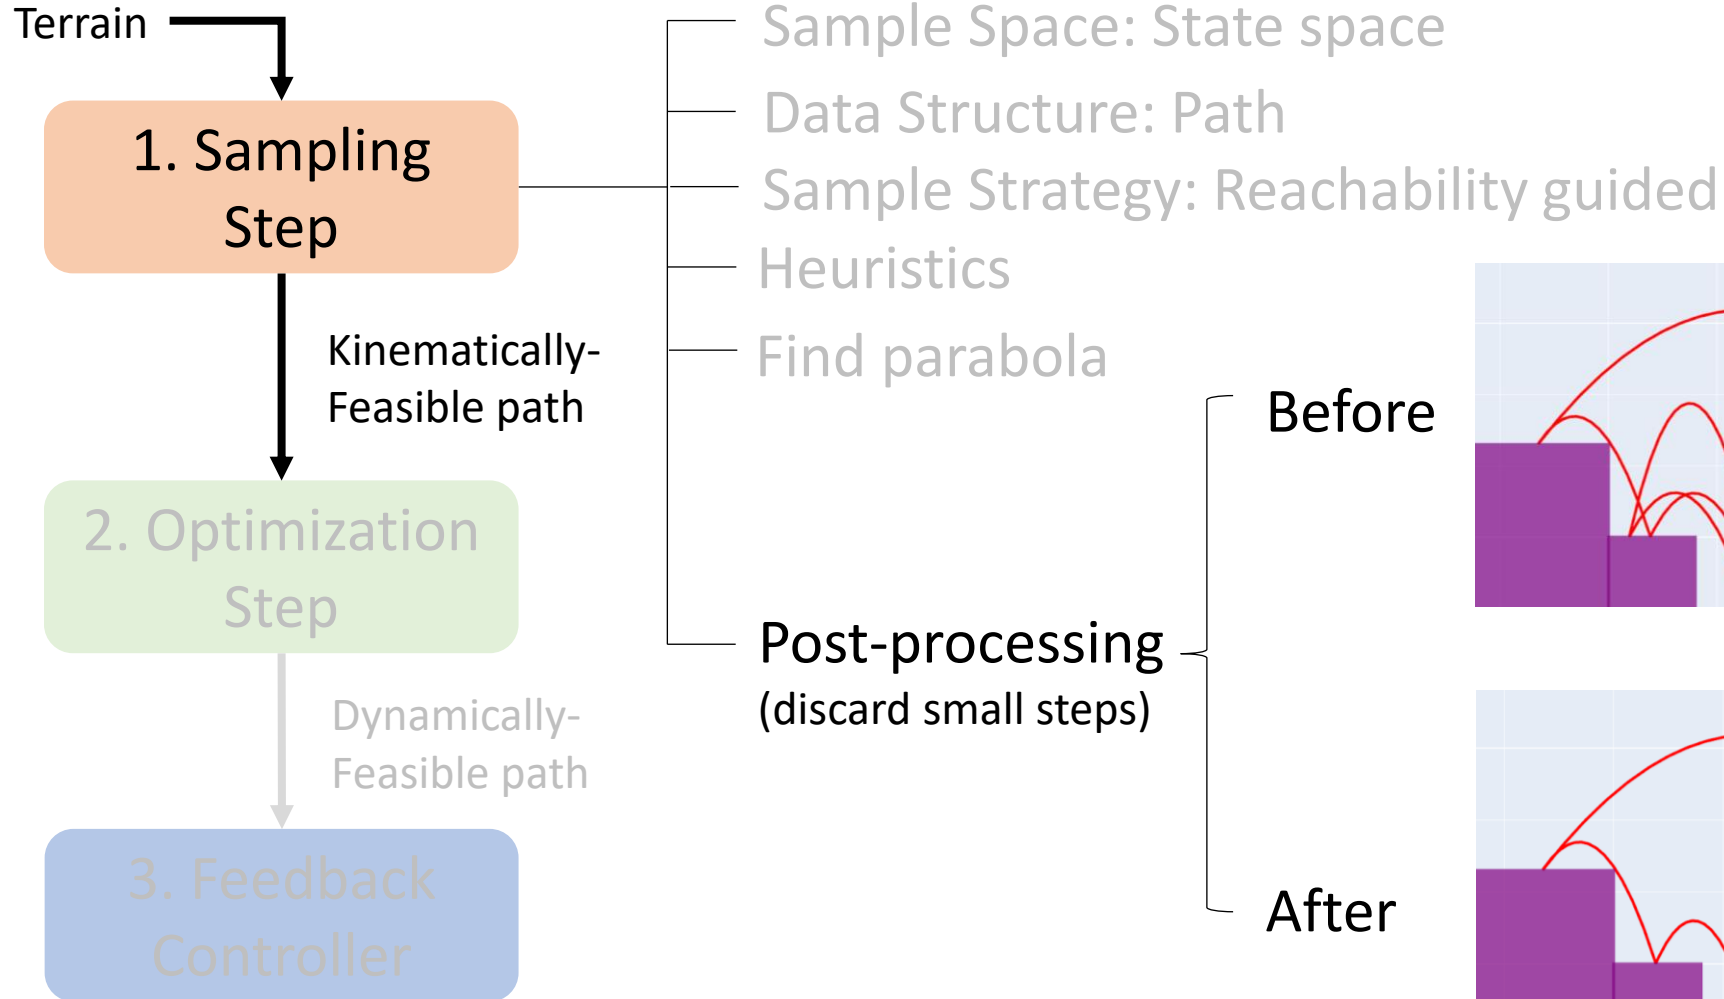 Terrain
1. Sampling
Step
Kinematically-
Feasible path
2. Optimization
Step
Dynamically-
Feasible path
3. Feedback
Controller
Sample Space: State space
Data Structure: Path
Sample Strategy: Reachability guided
Heuristics
Find parabola
Post-processing
(discard small steps)
Before
After